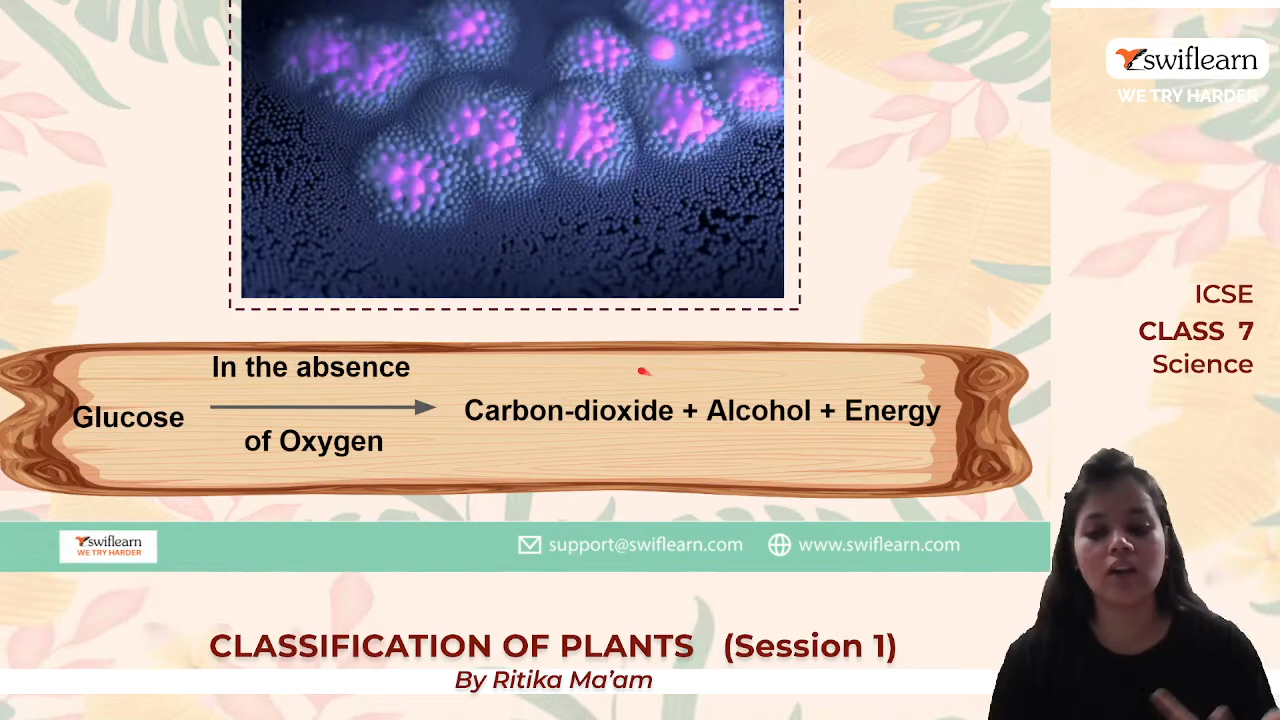 swiflearn
WE TRY HARDER
ICSE
CLASS 7
Science
In the absence
Glucose
Carbon-dioxide + Alcohol + Energy
of Oxygen
swiflearn
WE TRY HARDER
support@swiflearn.com
www.swiflearn.com
CLASSIFICATION OF PLANTS (Session 1)
By Ritika Ma'am